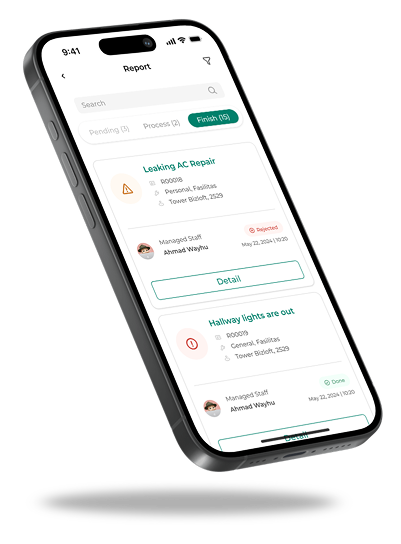 9:41
Report
Search
Pending (3) Process (2) Finish (15)
Leaking AC Repair
R00018
Personal, Fasilitas
Tower Bizloft, 2529
Managed Staff
Rejected
Ahmad Wayhu
May 22, 2024 | 10:20
Detail
Hallway lights are out
R00019
General, Fasilitas
Tower Bizloft, 2529
Managed Staff
Done
Ahmad Wayhu
May 22, 2024 | 10:20
Detail